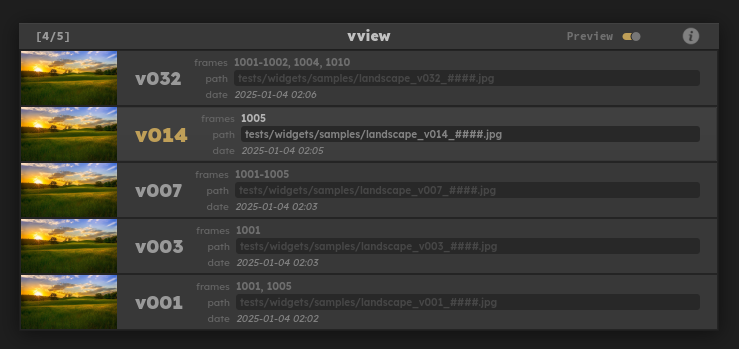 [4/5] vview Preview i
v032
frames 1001-1002, 1004, 1010
path tests/widgets/samples/landscape_v032_####.jpg
date 2025-01-04 02:06
v014
frames 1005
path tests/widgets/samples/landscape_v014_####.jpg
date 2025-01-04 02:05
v007
frames 1001-1005
path tests/widgets/samples/landscape_v007_####.jpg
date 2025-01-04 02:03
v003
frames 1001
path tests/widgets/samples/landscape_v003_####.jpg
date 2025-01-04 02:03
v001
frames 1001, 1005
path tests/widgets/samples/landscape_v001_####.jpg
date 2025-01-04 02:02